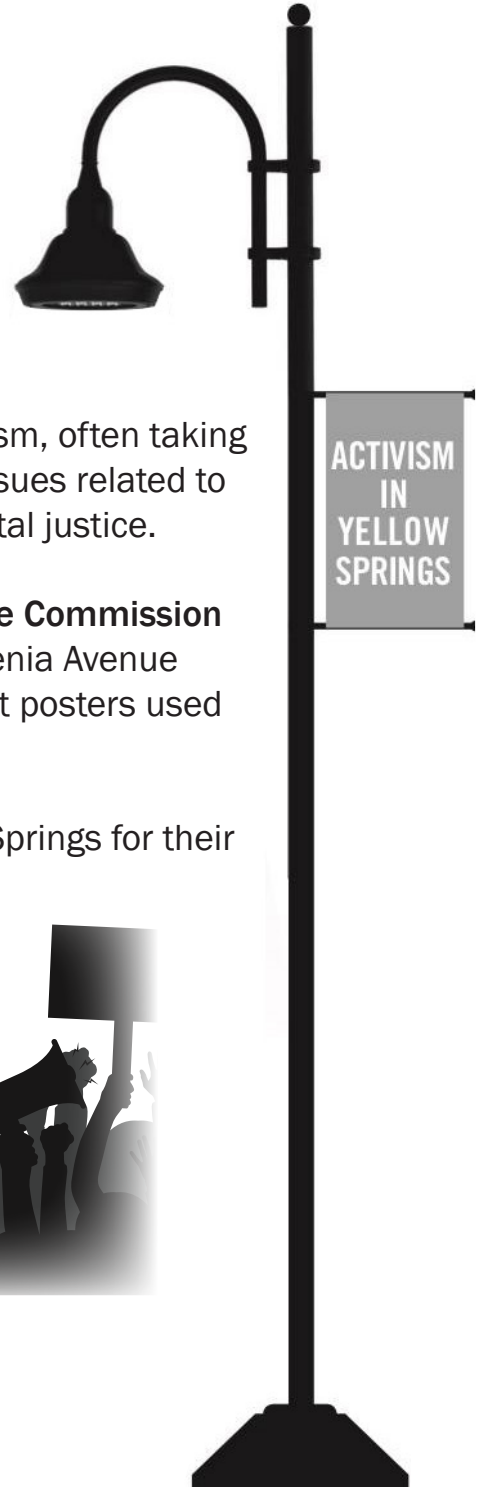 ism, often taking
sues related to
tal justice.
e Commission
enia Avenue
t posters used
Springs for their
ACTIVISM
IN
YELLOW
SPRINGS